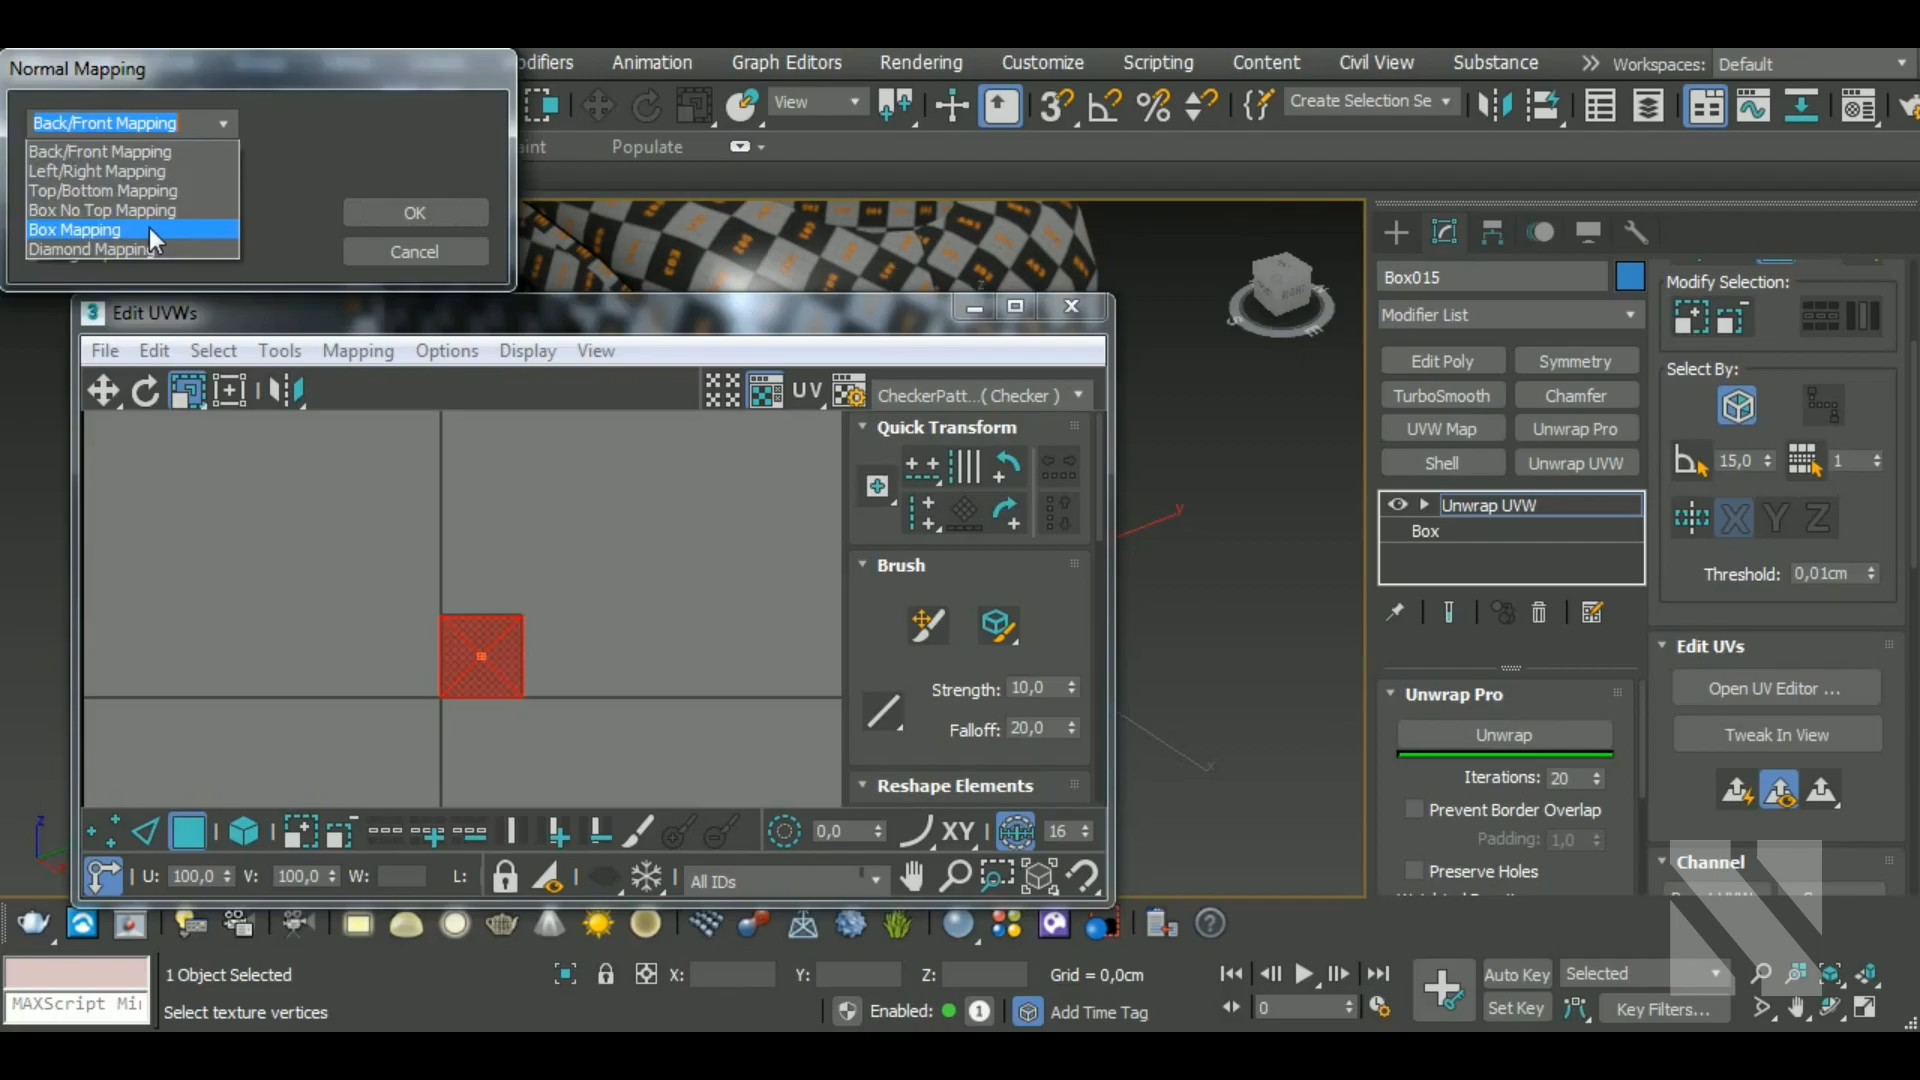 Normal Mapping
Back/Front Mapping
Back/Front Mapping
Left/Right Mapping
Top/Bottom Mapping
Box No Top Mapping
Box Mapping
Diamond Mapping
OK
Cancel
odifiers Animation Graph Editors Rendering Customize Scripting Content Civil View Substance Workspaces: Default
View
Create Selection Se
aint Populate
Edit UVWs
File Edit Select Tools Mapping Options Display View
UV
CheckerPatt...( Checker )
Quick Transform
Brush
Strength: 10,0
Falloff: 20,0
Reshape Elements
0,0
XY
16
U: 100,0 V: 100,0 W: L:
All IDs
y
x
z
Box015
Modifier List
Edit Poly Symmetry
TurboSmooth Chamfer
UVW Map Unwrap Pro
Shell Unwrap UVW
Unwrap UVW
Box
Unwrap Pro
Unwrap
Iterations: 20
Prevent Border Overlap
Padding: 1,0
Preserve Holes
Modify Selection:
Select By:
15,0 1
X Y Z
Threshold: 0,01cm
Edit UVs
Open UV Editor ...
Tweak In View
Channel
1 Object Selected
X: Y: Z: Grid = 0,0cm
MAXScript Mi
Select texture vertices
Enabled: 1 Add Time Tag
0
Auto Key Selected
Set Key Key Filters...